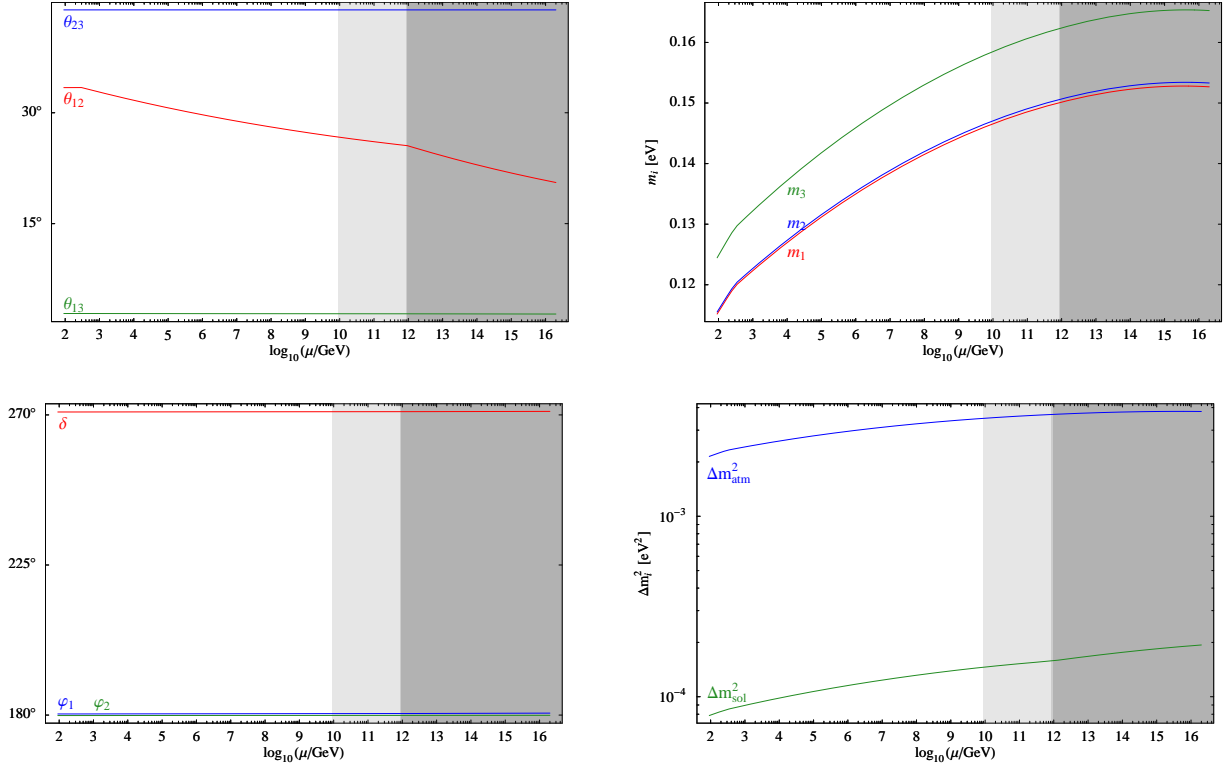 θ₂₃
θ₁₂
30°
15°
θ₁₃
2 3 4 5 6 7 8 9 10 11 12 13 14 15 16
log₁₀(μ/GeV)
0.16
0.15
0.14
0.13
0.12
mᵢ [eV]
m₃
m₂
m₁
2 3 4 5 6 7 8 9 10 11 12 13 14 15 16
log₁₀(μ/GeV)
270°
δ
225°
φ₁ φ₂
180°
2 3 4 5 6 7 8 9 10 11 12 13 14 15 16
log₁₀(μ/GeV)
Δm²ₐₜₘ
10⁻³
Δmᵢ² [eV²]
Δm²ₛₒₗ
10⁻⁴
2 3 4 5 6 7 8 9 10 11 12 13 14 15 16
log₁₀(μ/GeV)